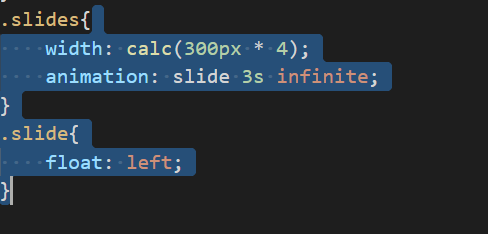 .slides{
    width: calc(300px * 4);
    animation: slide 3s infinite;
}
.slide{
    float: left;
}